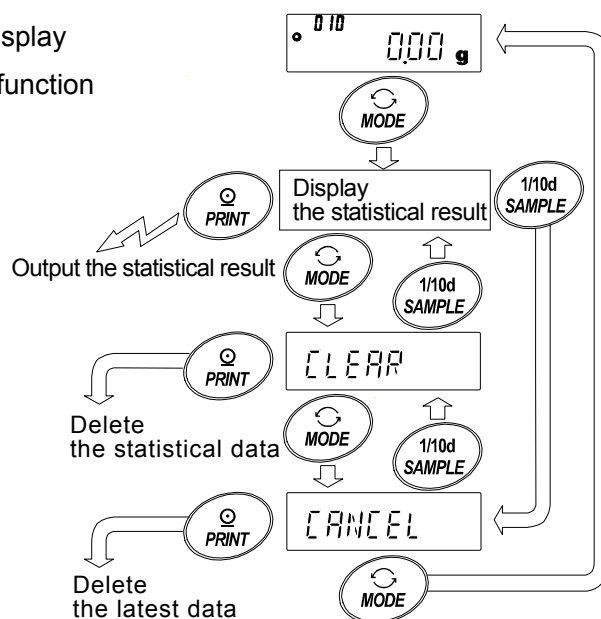 isplay
function
010
0.00 g
MODE
Display
the statistical result
PRINT
1/10d
SAMPLE
Output the statistical result
MODE
1/10d
SAMPLE
PRINT
CLEAR
Delete
the statistical data
MODE
1/10d
SAMPLE
PRINT
CANCEL
Delete
the latest data
MODE